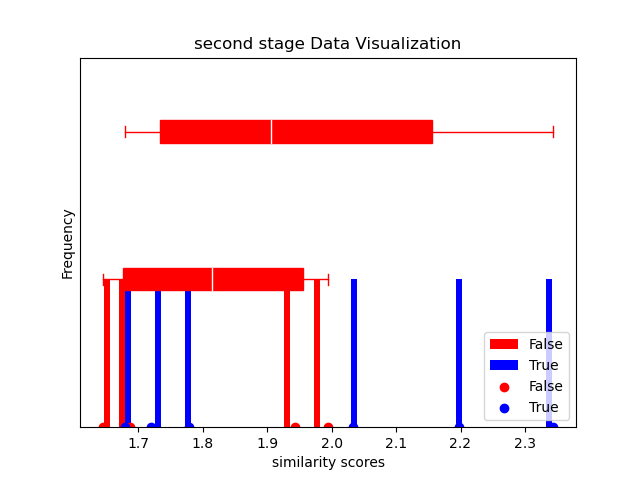 second stage Data Visualization
Frequency
False
True
False
True
1.7 1.8 1.9 2.0 2.1 2.2 2.3
similarity scores